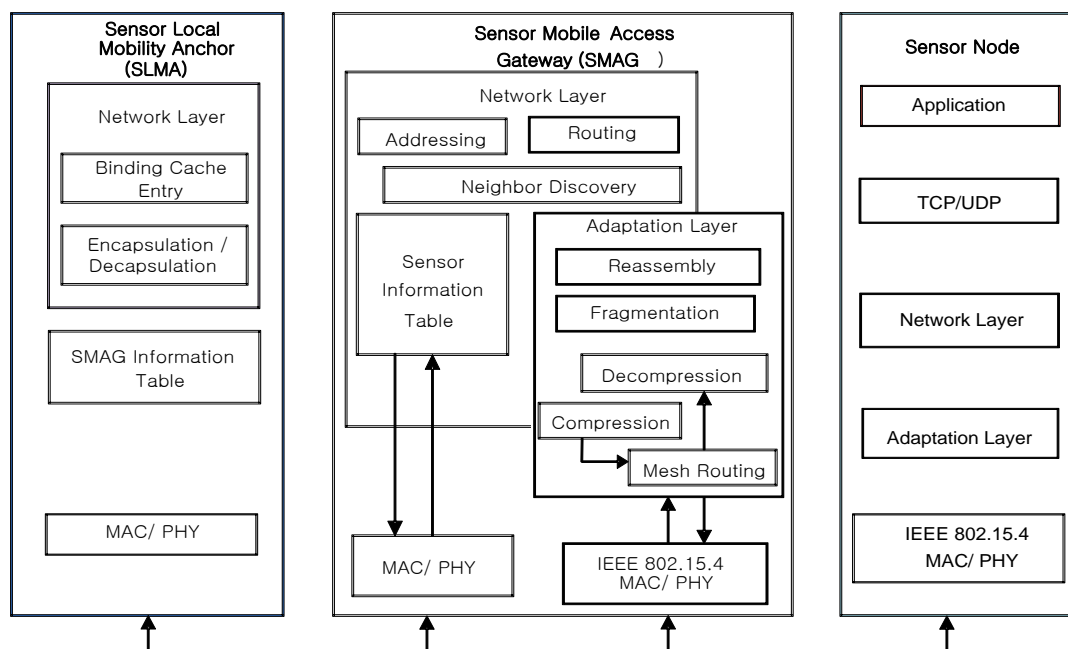 Sensor Local
Mobility Anchor
(SLMA)
Network Layer
Binding Cache
Entry
Encapsulation /
Decapsulation
SMAG Information
Table
MAC/ PHY
Sensor Mobile Access
Gateway (SMAG )
Network Layer
Addressing
Routing
Neighbor Discovery
Sensor
Information
Table
Adaptation Layer
Reassembly
Fragmentation
Decompression
Compression
Mesh Routing
MAC/ PHY
IEEE 802.15.4
MAC/ PHY
Sensor Node
Application
TCP/UDP
Network Layer
Adaptation Layer
IEEE 802.15.4
MAC/ PHY